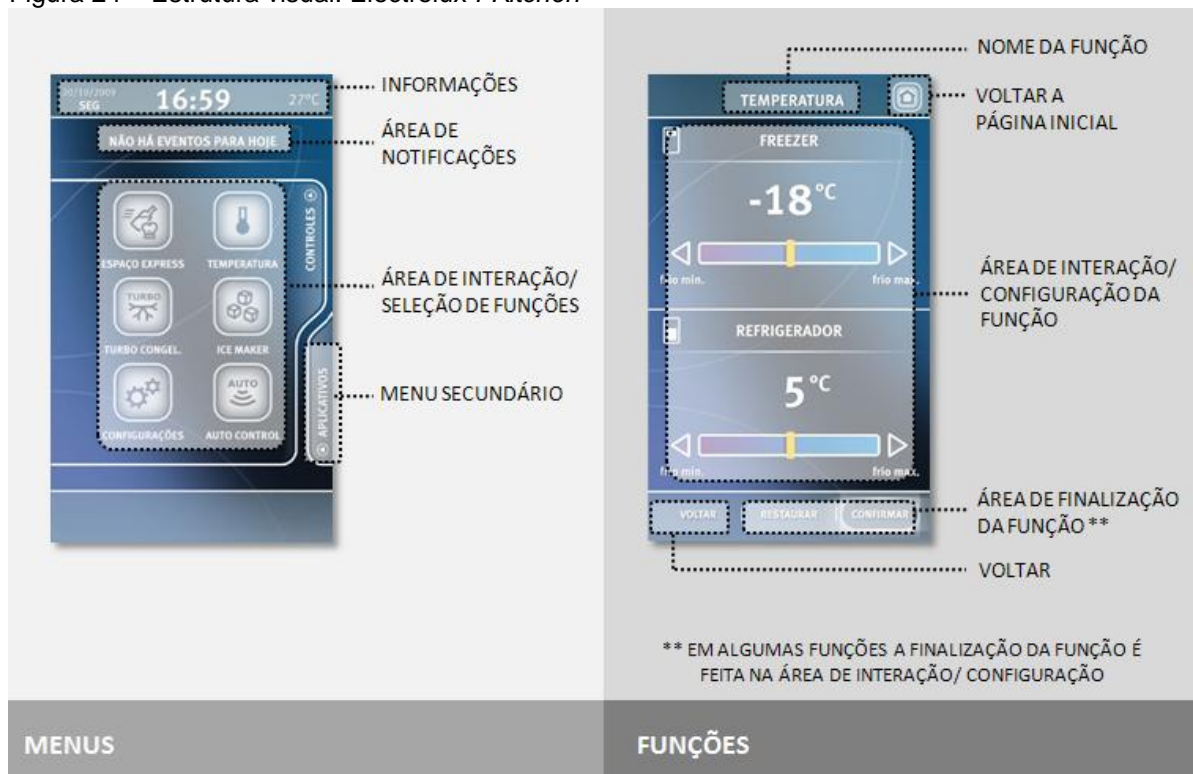 16:59
SEG
27°C
NÃO HÁ EVENTOS PARA HOJE
ESPAÇO EXPRESS
TEMPERATURA
TURBO
TURBO CONGEL.
ICE MAKER
AUTO
CONFIGURAÇÕES
AUTO CONTROL
CONTROLES
APLICATIVOS
INFORMAÇÕES
ÁREA DE
NOTIFICAÇÕES
ÁREA DE INTERAÇÃO/
SELEÇÃO DE FUNÇÕES
MENU SECUNDÁRIO
MENUS
TEMPERATURA
FREEZER
-18°C
frio min.
frio max.
REFRIGERADOR
5°C
frio min.
frio max.
VOLTAR
RESTAURAR
CONFIRMAR
NOME DA FUNÇÃO
VOLTAR A
PÁGINA INICIAL
ÁREA DE INTERAÇÃO/
CONFIGURAÇÃO DA
FUNÇÃO
ÁREA DE FINALIZAÇÃO
DA FUNÇÃO **
VOLTAR
** EM ALGUMAS FUNÇÕES A FINALIZAÇÃO DA FUNÇÃO É
FEITA NA ÁREA DE INTERAÇÃO/ CONFIGURAÇÃO
FUNÇÕES